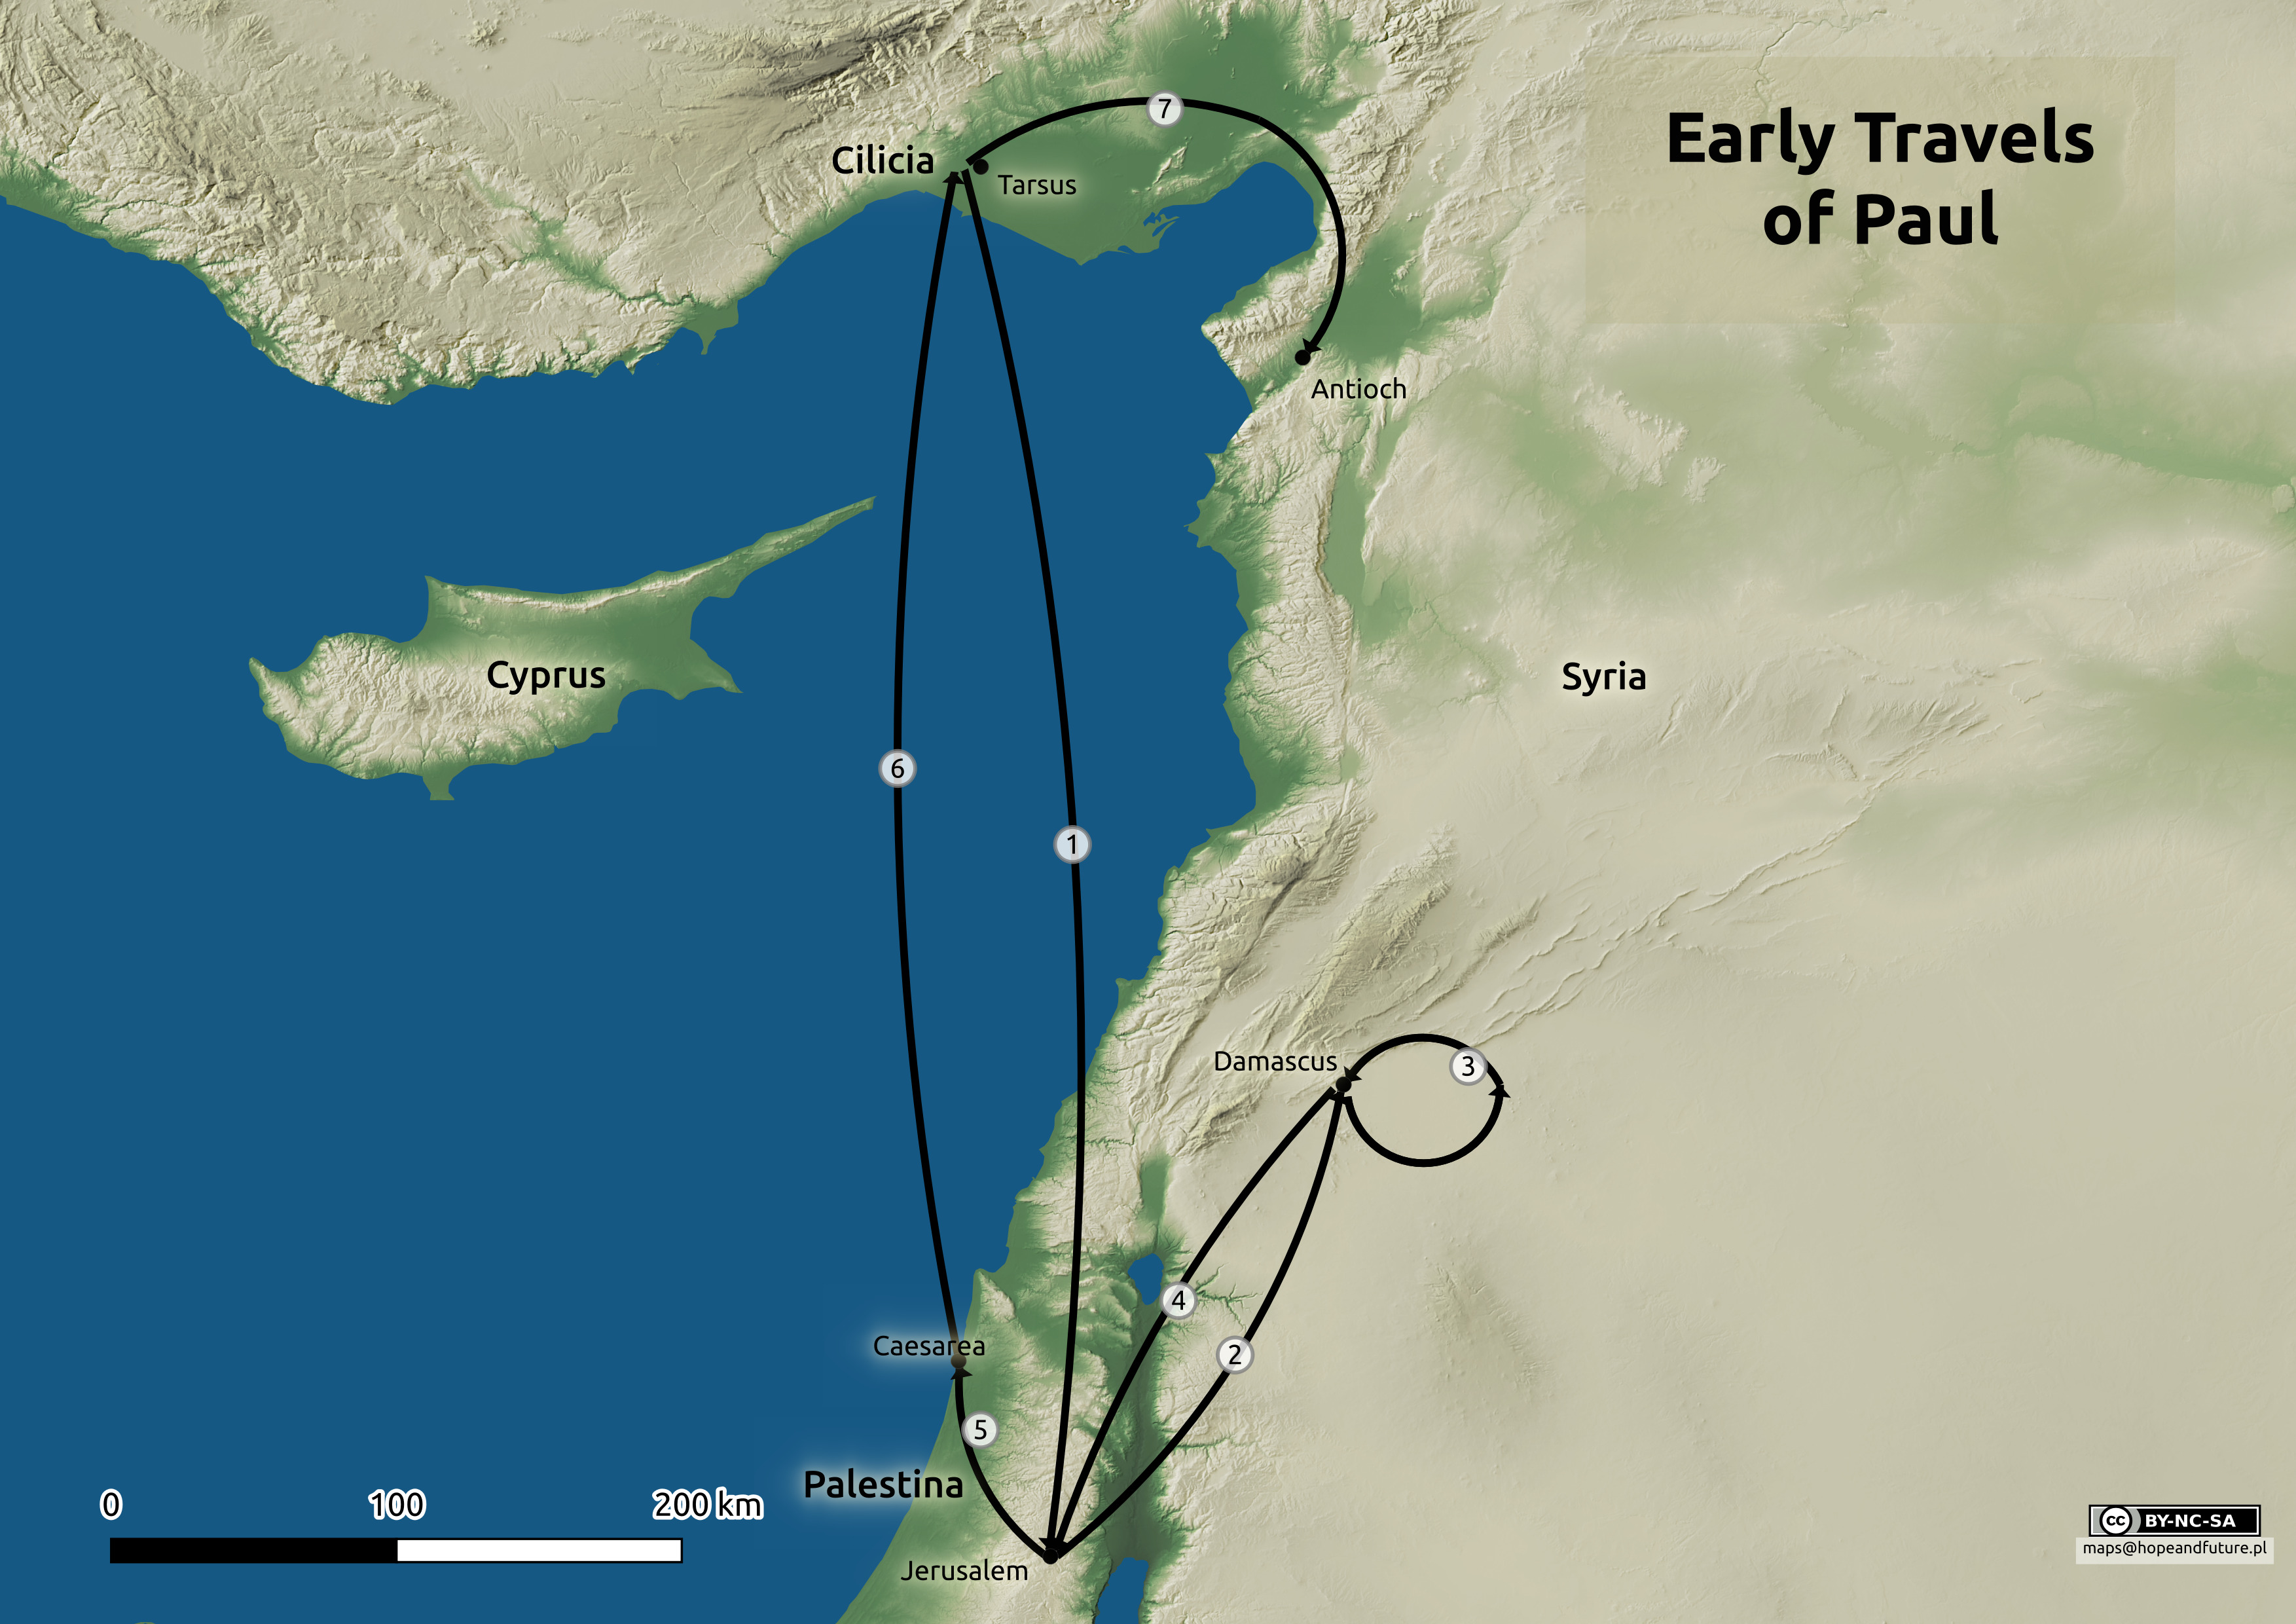 Early Travels
of Paul
7
Cilicia
Tarsus
Antioch
Cyprus
Syria
6
1
Damascus
3
4
Caesarea
2
5
Palestina
0 100 200 km
Jerusalem
cc BY-NC-SA
maps@hopeandfuture.pl